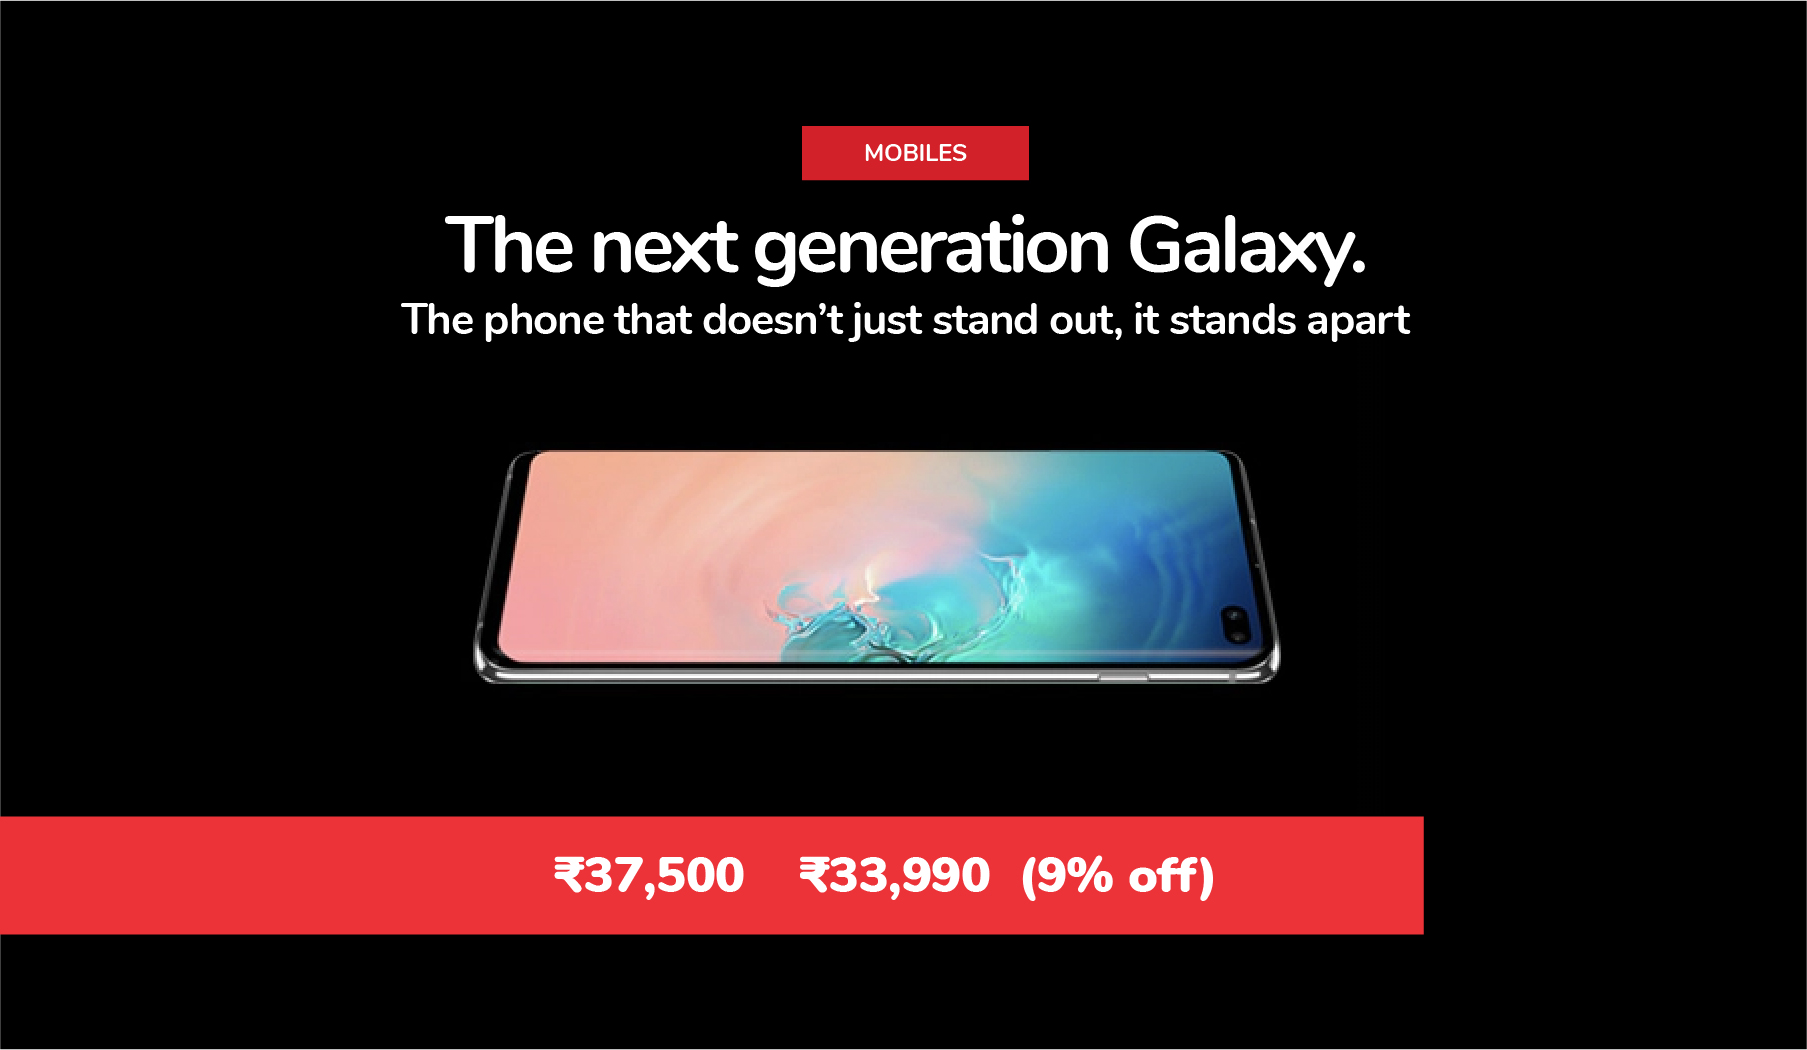 MOBILES
The next generation Galaxy.
The phone that doesn’t just stand out, it stands apart
₹37,500 ₹33,990 (9% off)